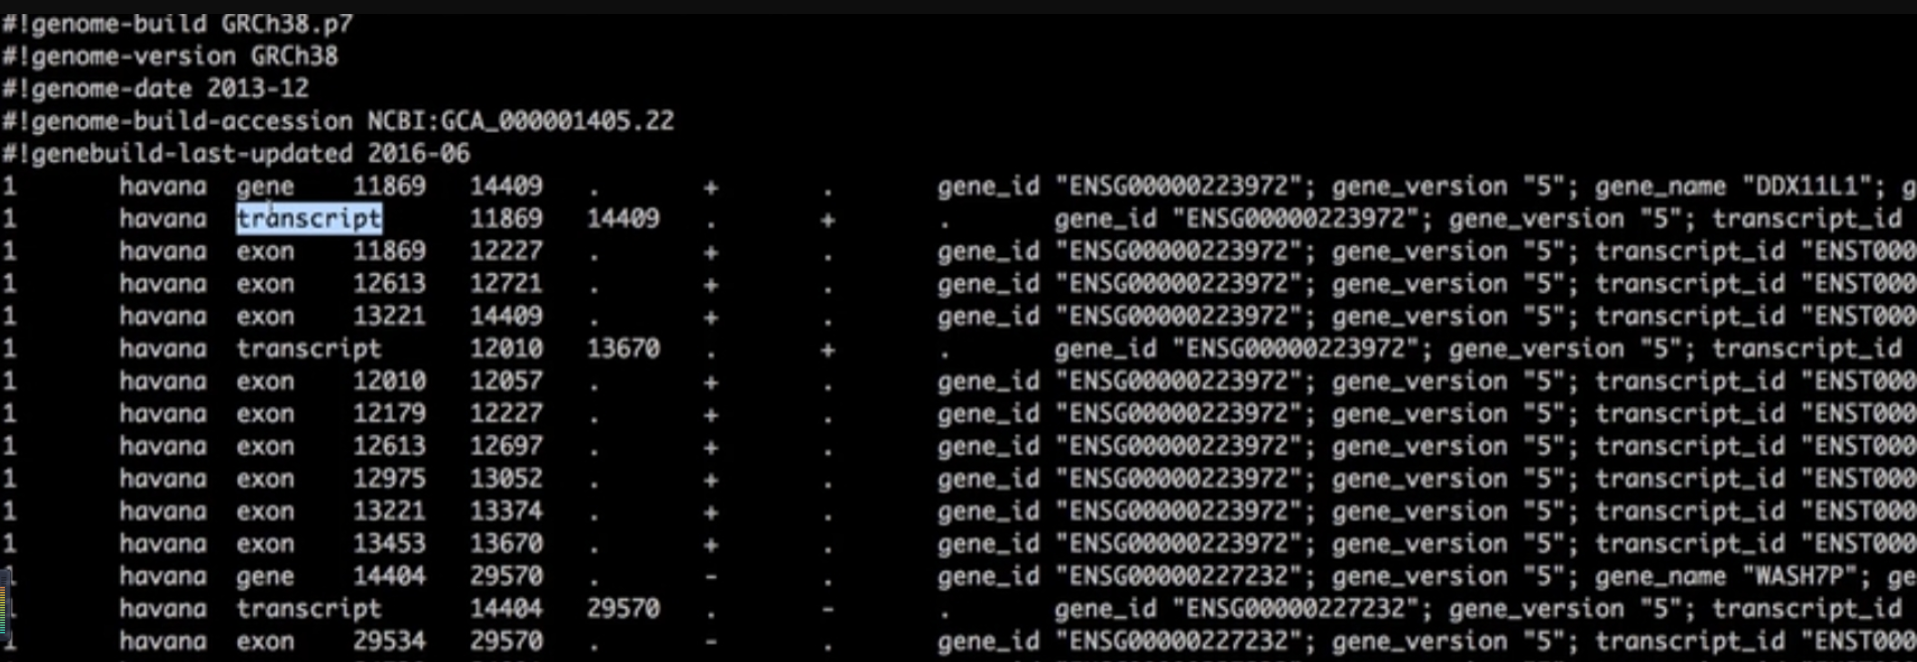 #!genome-build GRCh38.p7
#!genome-version GRCh38
#!genome-date 2013-12
#!genome-build-accession NCBI:GCA_000001405.22
#!genebuild-last-updated 2016-06
1 havana gene 11869 14409 . + . gene_id "ENSG00000223972"; gene_version "5"; gene_name "DDX11L1"; g
1 havana transcript 11869 14409 . + . gene_id "ENSG00000223972"; gene_version "5"; transcript_id
1 havana exon 11869 12227 . + . gene_id "ENSG00000223972"; gene_version "5"; transcript_id "ENST000
1 havana exon 12613 12721 . + . gene_id "ENSG00000223972"; gene_version "5"; transcript_id "ENST000
1 havana exon 13221 14409 . + . gene_id "ENSG00000223972"; gene_version "5"; transcript_id "ENST000
1 havana transcript 12010 13670 . + . gene_id "ENSG00000223972"; gene_version "5"; transcript_id
1 havana exon 12010 12057 . + . gene_id "ENSG00000223972"; gene_version "5"; transcript_id "ENST000
1 havana exon 12179 12227 . + . gene_id "ENSG00000223972"; gene_version "5"; transcript_id "ENST000
1 havana exon 12613 12697 . + . gene_id "ENSG00000223972"; gene_version "5"; transcript_id "ENST000
1 havana exon 12975 13052 . + . gene_id "ENSG00000223972"; gene_version "5"; transcript_id "ENST000
1 havana exon 13221 13374 . + . gene_id "ENSG00000223972"; gene_version "5"; transcript_id "ENST000
1 havana exon 13453 13670 . + . gene_id "ENSG00000223972"; gene_version "5"; transcript_id "ENST000
1 havana gene 14404 29570 . - . gene_id "ENSG00000227232"; gene_version "5"; gene_name "WASH7P"; ge
1 havana transcript 14404 29570 . - . gene_id "ENSG00000227232"; gene_version "5"; transcript_id
1 havana exon 29534 29570 . - . gene_id "ENSG00000227232"; gene_version "5"; transcript_id "ENST000